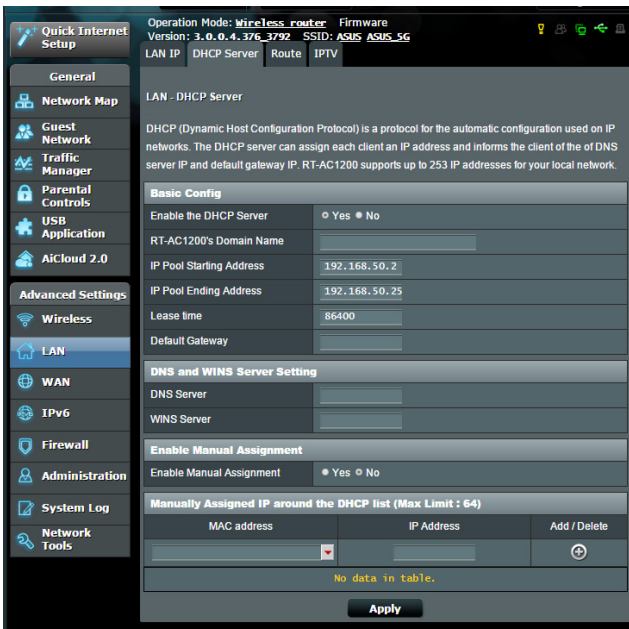 Quick Internet
Setup
General
Network Map
Guest
Network
Traffic
Manager
Parental
Controls
USB
Application
AiCloud 2.0
Advanced Settings
Wireless
LAN
WAN
IPv6
Firewall
Administration
System Log
Network
Tools
Operation Mode: Wireless router Firmware
Version: 3.0.0.4.376_3792 SSID: ASUS ASUS_5G
LAN IP DHCP Server Route IPTV
LAN - DHCP Server
DHCP (Dynamic Host Configuration Protocol) is a protocol for the automatic configuration used on IP
networks. The DHCP server can assign each client an IP address and informs the client of the of DNS
server IP and default gateway IP. RT-AC1200 supports up to 253 IP addresses for your local network.
Basic Config
Enable the DHCP Server Yes No
RT-AC1200's Domain Name
IP Pool Starting Address 192.168.50.2
IP Pool Ending Address 192.168.50.25
Lease time 86400
Default Gateway
DNS and WINS Server Setting
DNS Server
WINS Server
Enable Manual Assignment
Enable Manual Assignment Yes No
Manually Assigned IP around the DHCP list (Max Limit : 64)
MAC address IP Address Add / Delete
No data in table.
Apply